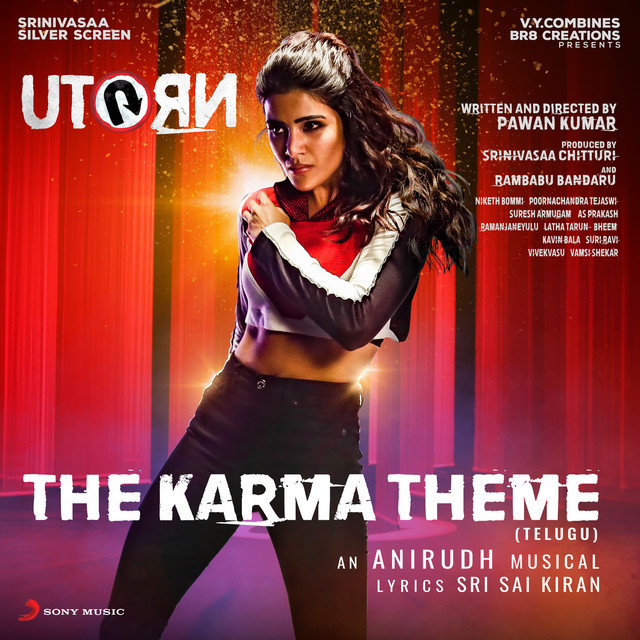 SRINIVASAA
SILVER SCREEN
V.Y.COMBINES
BR8 CREATIONS
PRESENTS
UTURN
WRITTEN AND DIRECTED BY
PAWAN KUMAR
PRODUCED BY
SRINIVASAA CHITTURI
AND
RAMBABU BANDARU
NIKETH BOMMI POORNACHANDRA TEJASWI
SURESH ARMUGAM AS PRAKASH
RAMANJANEYULU LATHA TARUN BHEEM
KAVIN BALA SURI RAVI
VIVEKVASU VAMSI SHEKAR
THE KARMA THEME
(TELUGU)
AN ANIRUDH MUSICAL
LYRICS SRI SAI KIRAN
SONY MUSIC